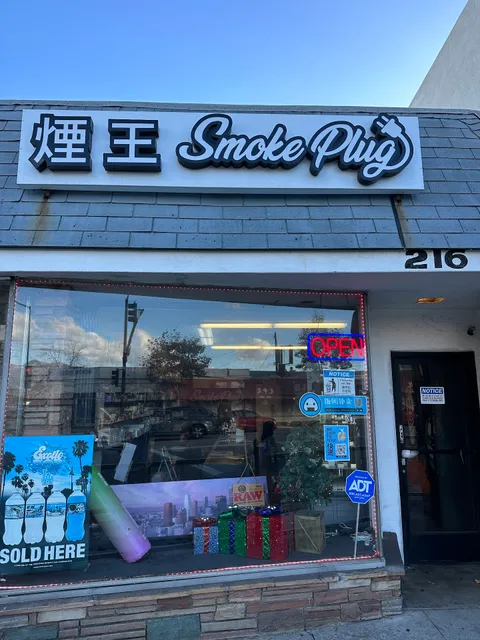 煙王 Smoke Plug
216
OPEN
NOTICE
NOTICE
RAW
ADT
SOLD HERE